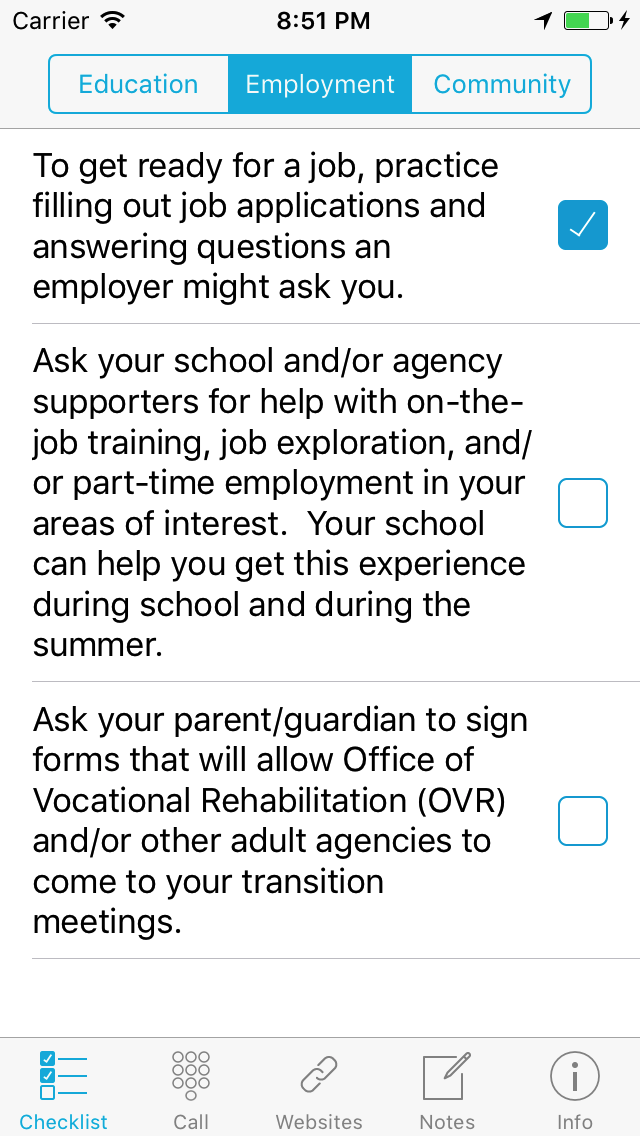 Carrier 8:51 PM
Education Employment Community
To get ready for a job, practice
filling out job applications and
answering questions an
employer might ask you.
Ask your school and/or agency
supporters for help with on-the-
job training, job exploration, and/
or part-time employment in your
areas of interest.  Your school
can help you get this experience
during school and during the
summer.
Ask your parent/guardian to sign
forms that will allow Office of
Vocational Rehabilitation (OVR)
and/or other adult agencies to
come to your transition
meetings.
Checklist Call Websites Notes Info